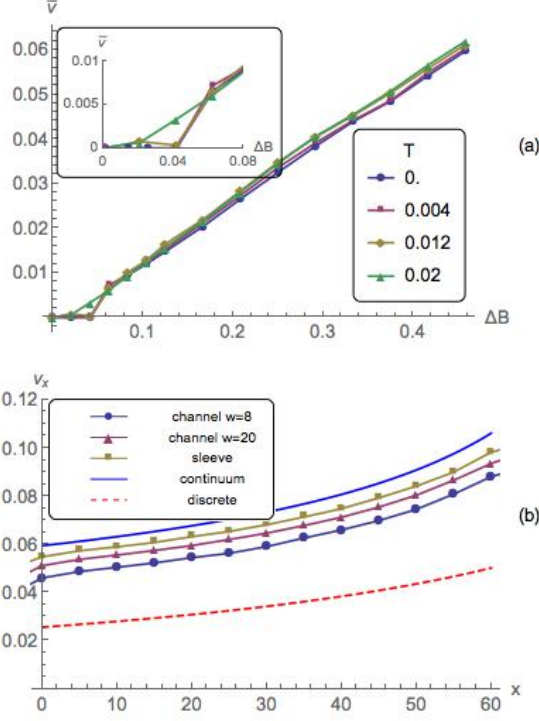 v̄
0.06
0.05
0.04
0.03
0.02
0.01
0.1 0.2 0.3 0.4 ΔB
v̄
0.01
0.005
0
0 0.04 0.08
ΔB
T
0.
0.004
0.012
0.02
(a)
v_x
0.12
0.10
0.08
0.06
0.04
0.02
0 10 20 30 40 50 60 x
channel w=8
channel w=20
sleeve
continuum
discrete
(b)